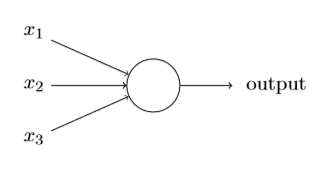 x₁
x₂ output
x₃